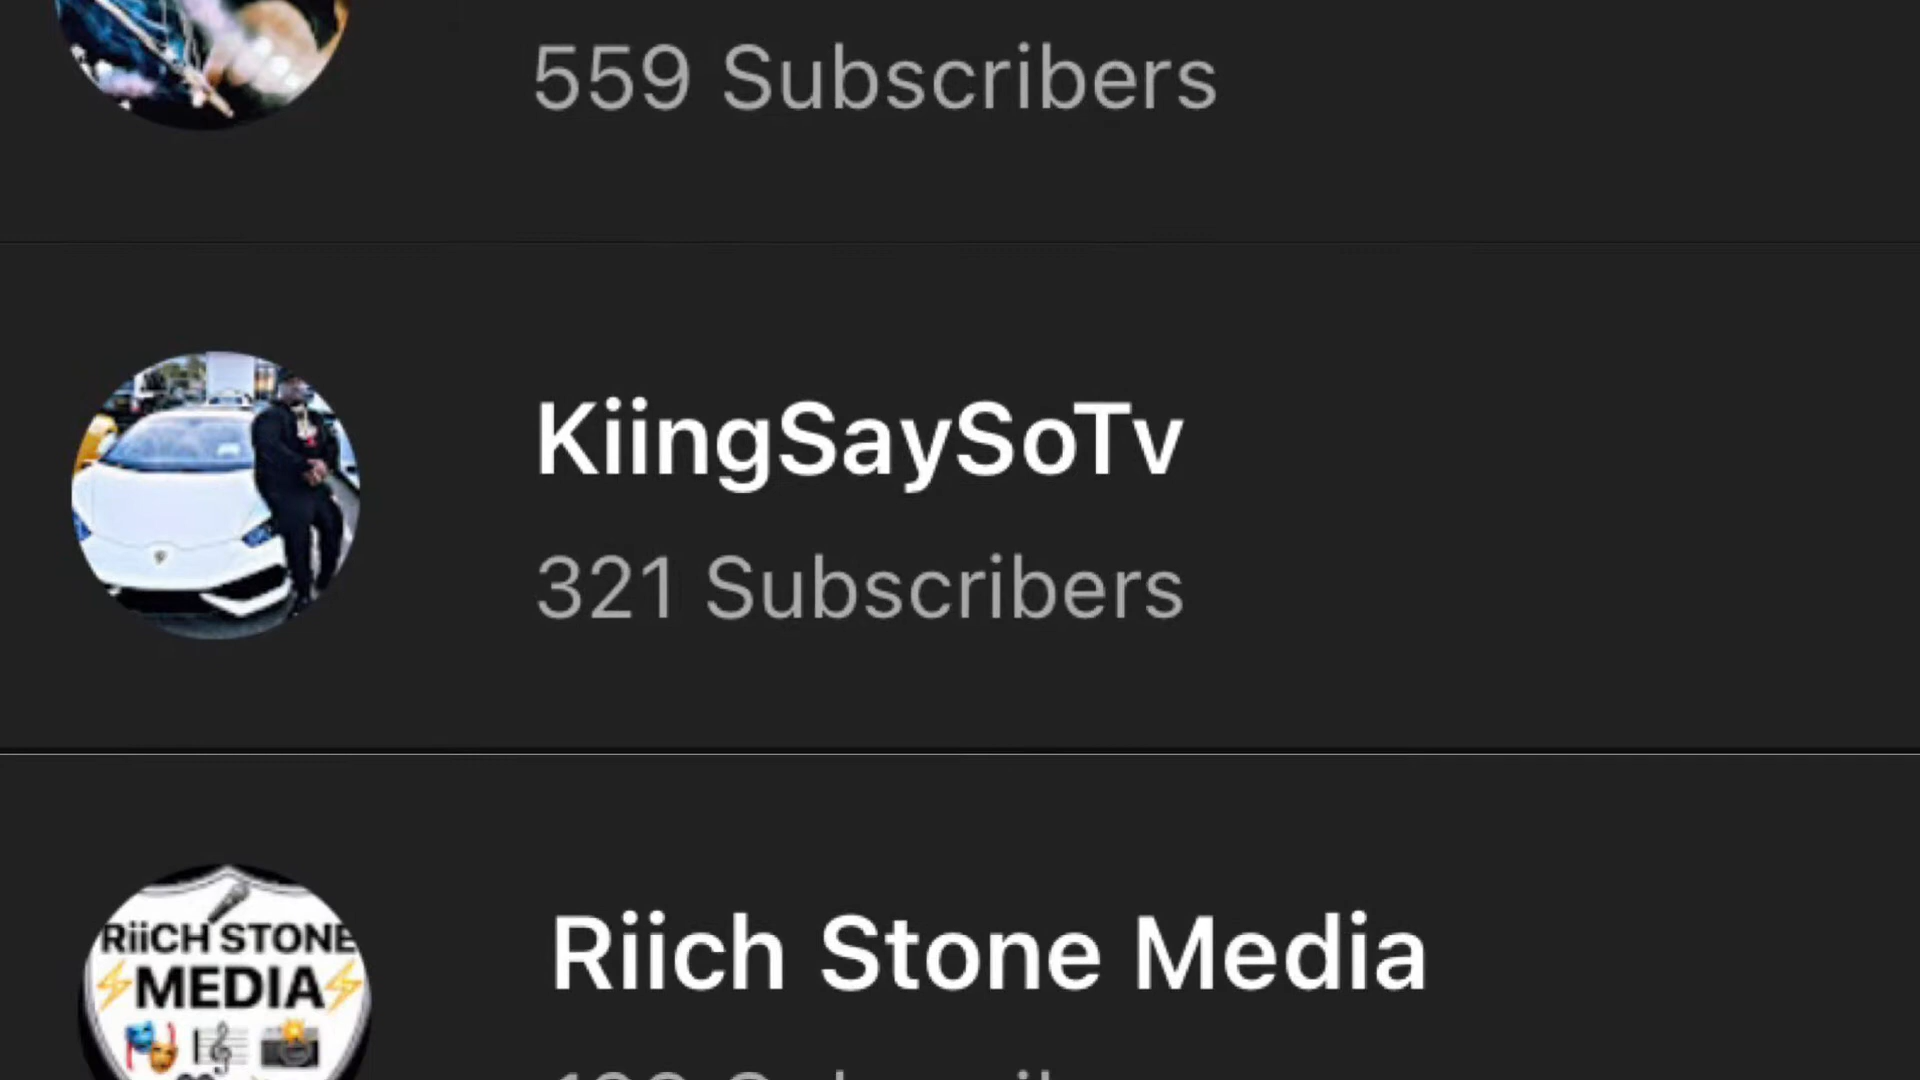 559 Subscribers
KiingSaySoTv
321 Subscribers
RiiCH STONE
MEDIA
Riich Stone Media